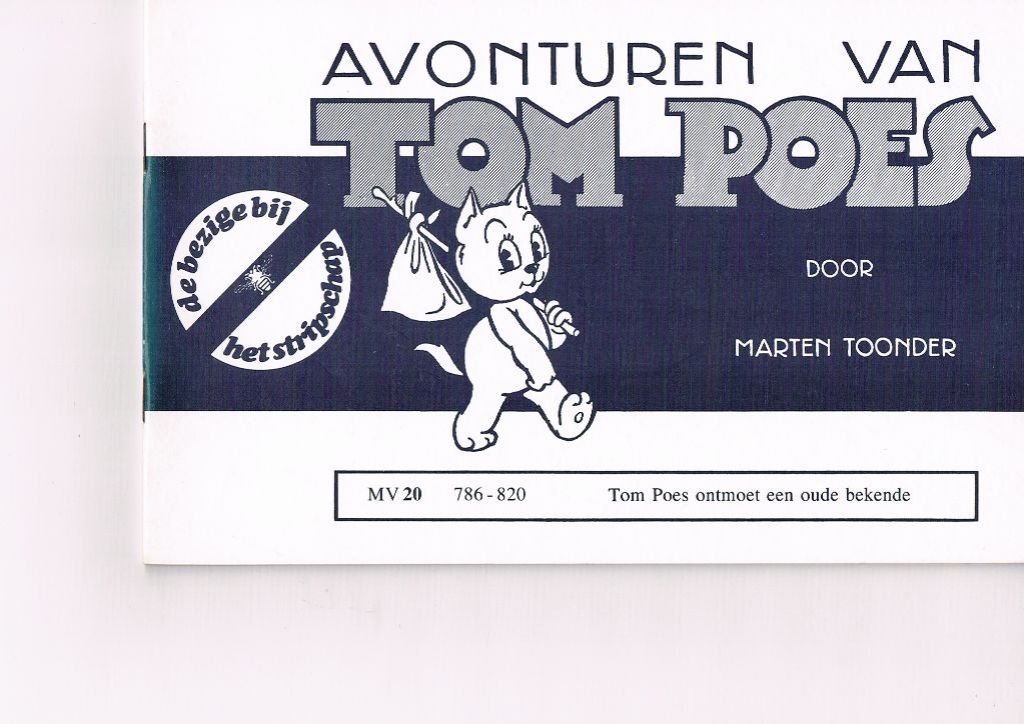 AVONTUREN VAN
TOM POES
de bezige bij
het stripschap
DOOR
MARTEN TOONDER
MV 20 786-820 Tom Poes ontmoet een oude bekende